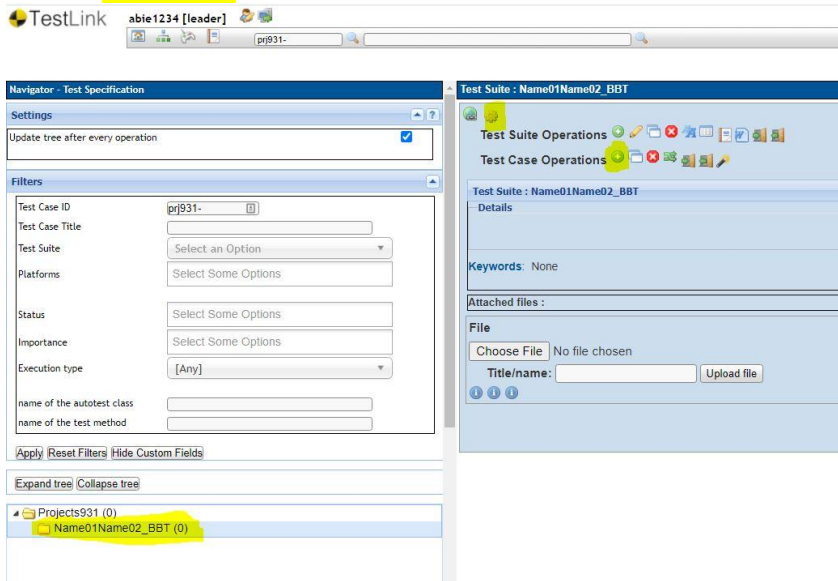 TestLink
abie1234 [leader]
prj931-
Navigator - Test Specification
Settings
Update tree after every operation
Filters
Test Case ID prj931-
Test Case Title
Test Suite Select an Option
Platforms Select Some Options
Status Select Some Options
Importance Select Some Options
Execution type [Any]
name of the autotest class
name of the test method
Apply Reset Filters Hide Custom Fields
Expand tree Collapse tree
Projects931 (0)
Name01Name02_BBT (0)
Test Suite : Name01Name02_BBT
Test Suite Operations
Test Case Operations
Test Suite : Name01Name02_BBT
Details
Keywords: None
Attached files :
File
Choose File No file chosen
Title/name: Upload file